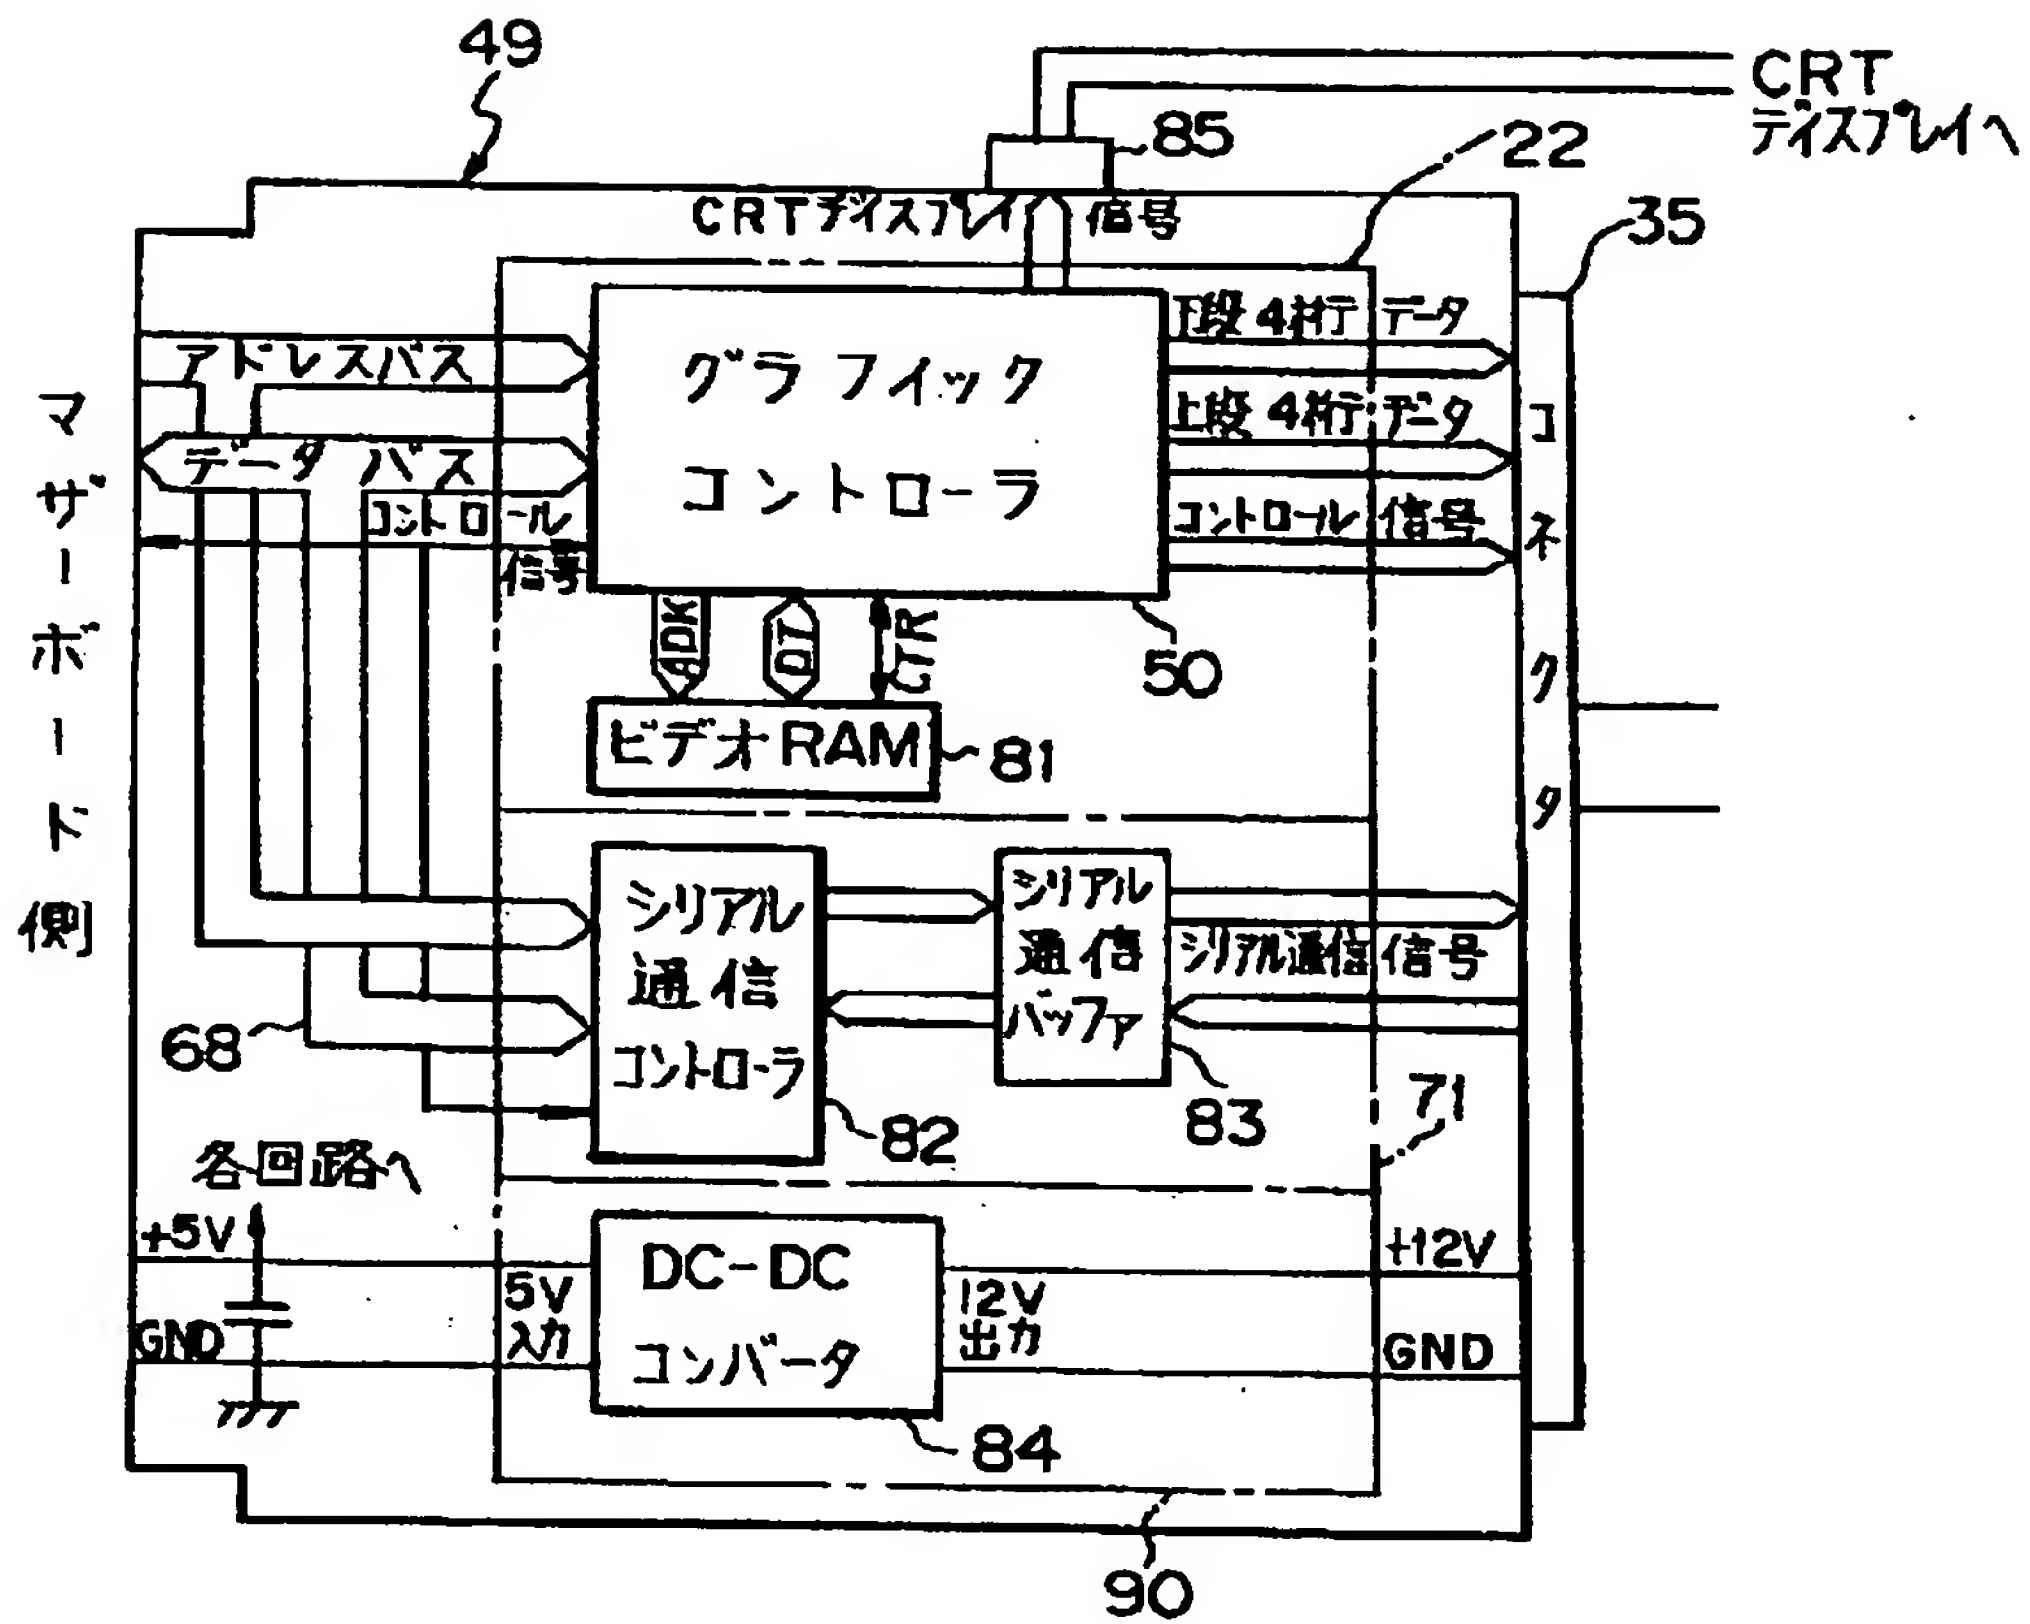 49
CRT
ディスプレイへ
85
22
35
CRTディスプレイ 信号
マザーボード側
アドレスバス
データバス
コントロール
信号
グラフィック
コントローラ
下段4桁データ
上段4桁データ
コントロール信号
コネクタ
ADK
DT
CTR
50
ビデオRAM
81
シリアル
通信
コントローラ
シリアル
通信
バッファ
シリアル通信信号
68
82
83
71
各回路へ
+5V
GND
5V
入力
DC-DC
コンバータ
12V
出力
+12V
GND
84
90